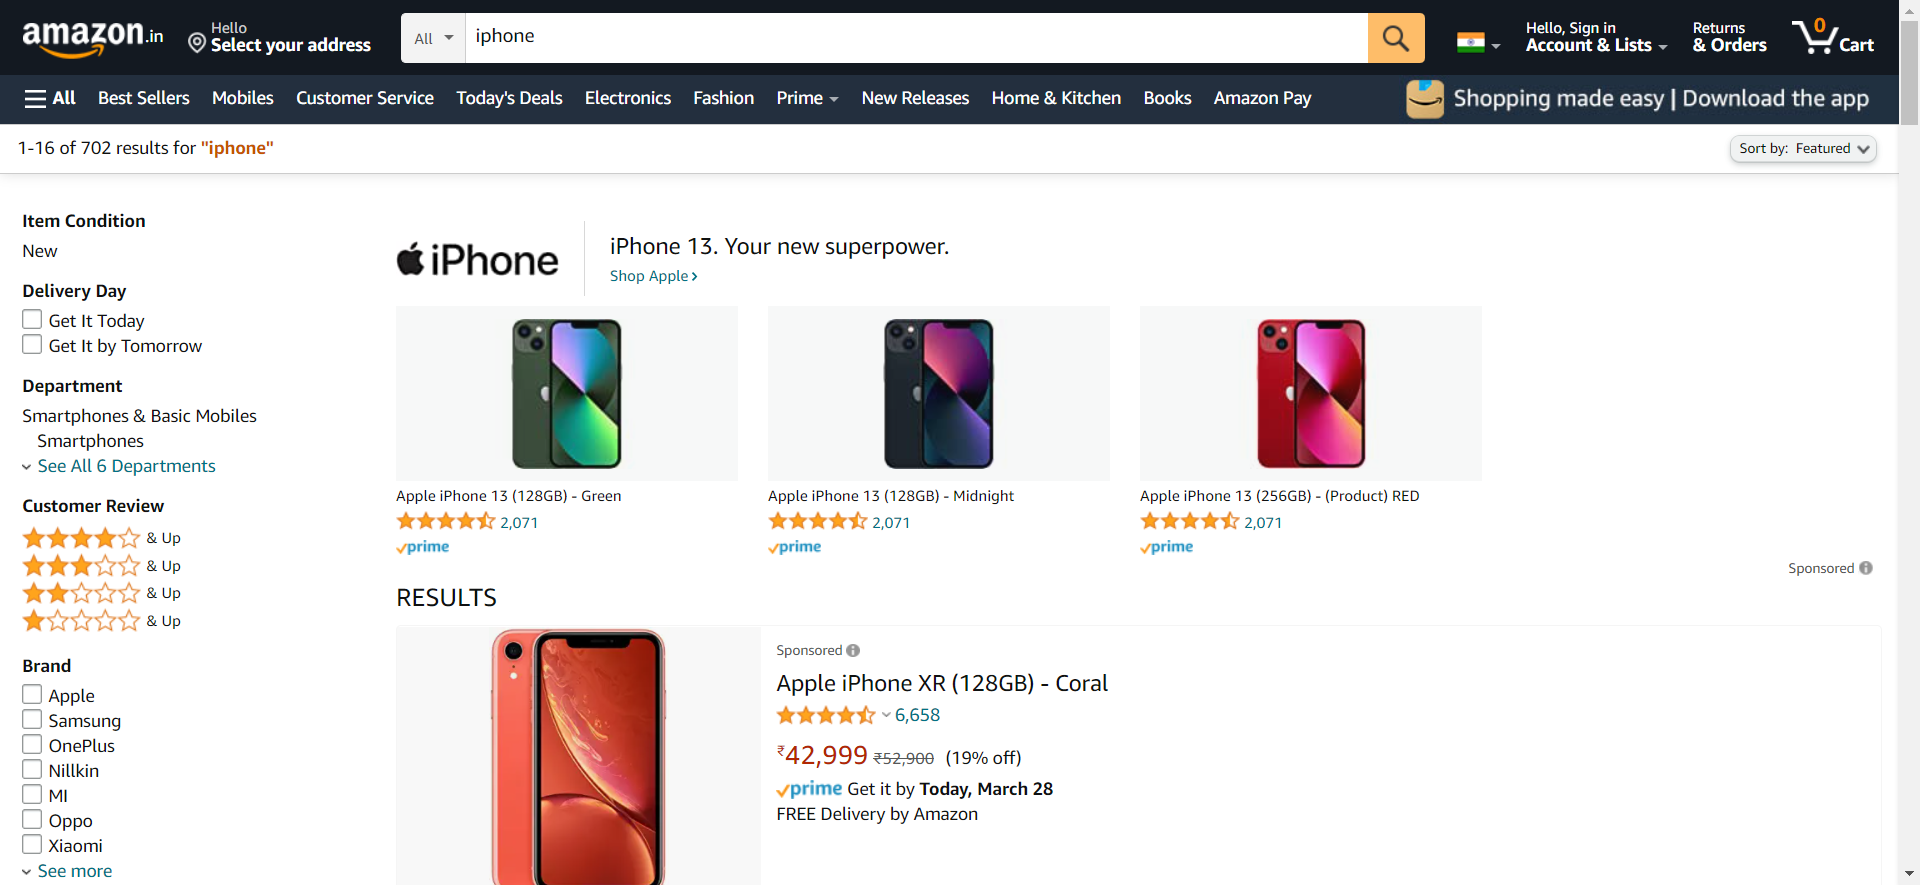 amazon.in
Hello
Select your address
All
iphone
Hello, Sign in
Account & Lists
Returns
& Orders
0
Cart
All
Best Sellers
Mobiles
Customer Service
Today's Deals
Electronics
Fashion
Prime
New Releases
Home & Kitchen
Books
Amazon Pay
Shopping made easy | Download the app
1-16 of 702 results for "iphone"
Sort by: Featured
Item Condition
New
Delivery Day
Get It Today
Get It by Tomorrow
Department
Smartphones & Basic Mobiles
Smartphones
See All 6 Departments
Customer Review
& Up
& Up
& Up
& Up
Brand
Apple
Samsung
OnePlus
Nillkin
MI
Oppo
Xiaomi
See more
iPhone
iPhone 13. Your new superpower.
Shop Apple ›
Apple iPhone 13 (128GB) - Green
2,071
prime
Apple iPhone 13 (128GB) - Midnight
2,071
prime
Apple iPhone 13 (256GB) - (Product) RED
2,071
prime
Sponsored
RESULTS
Sponsored
Apple iPhone XR (128GB) - Coral
6,658
₹42,999 ₹52,900 (19% off)
prime Get it by Today, March 28
FREE Delivery by Amazon